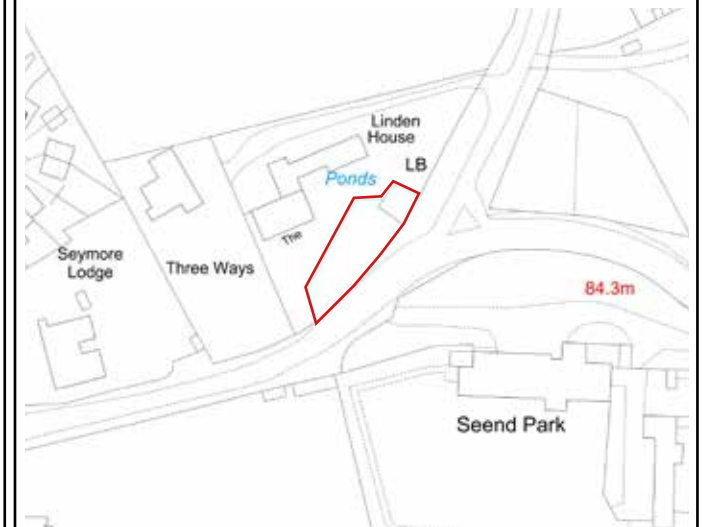 Linden
House
LB
Ponds
The
Seymore
Lodge
Three Ways
84.3m
Seend Park